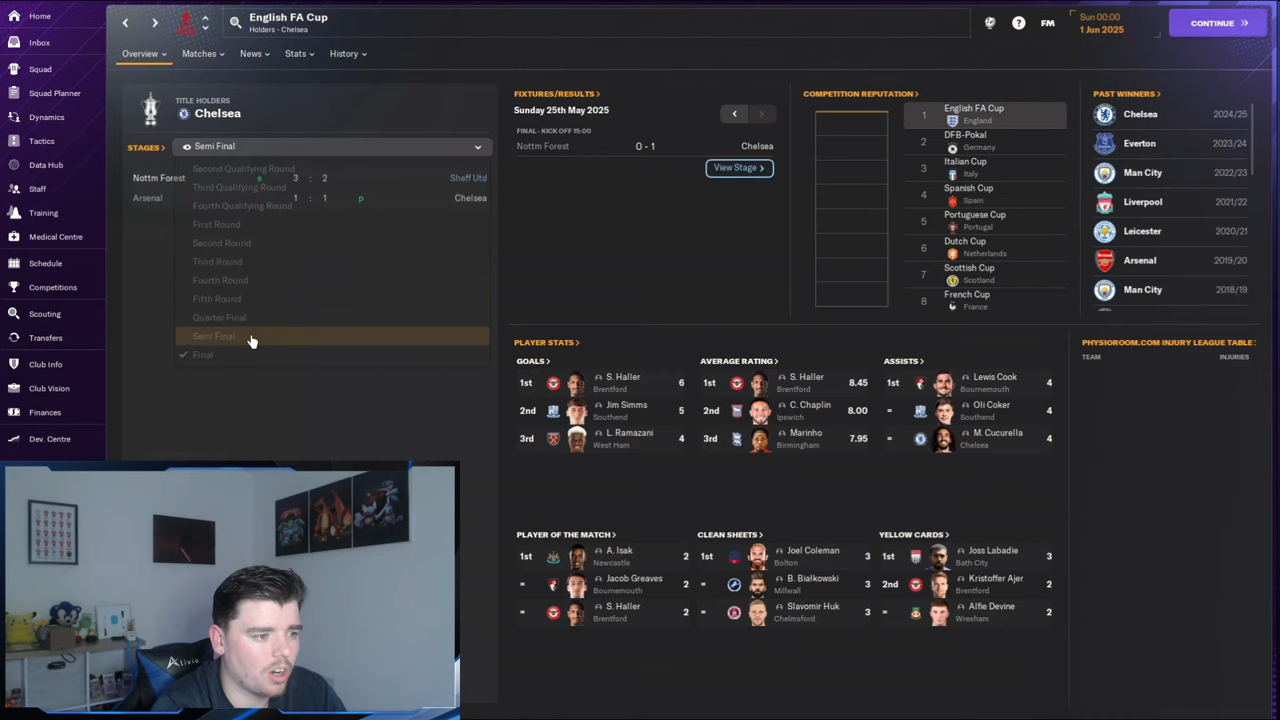 Home
Inbox
Squad
Squad Planner
Dynamics
Tactics
Data Hub
Staff
Training
Medical Centre
Schedule
Competitions
Scouting
Transfers
Club Info
Club Vision
Finances
Dev. Centre
English FA Cup
Holders - Chelsea
FM
Sun 00:00
1 Jun 2025
CONTINUE
Overview
Matches
News
Stats
History
TITLE HOLDERS
Chelsea
STAGES
Semi Final
Second Qualifying Round
Nottm Forest e 3 : 2 Sheff Utd
Third Qualifying Round
Arsenal 1 : 1 p Chelsea
Fourth Qualifying Round
First Round
Second Round
Third Round
Fourth Round
Fifth Round
Quarter Final
Semi Final
Final
FIXTURES/RESULTS
Sunday 25th May 2025
FINAL - KICK OFF 15:00
Nottm Forest 0 - 1 Chelsea
View Stage
COMPETITION REPUTATION
1 English FA Cup
England
2 DFB-Pokal
Germany
3 Italian Cup
Italy
4 Spanish Cup
Spain
5 Portuguese Cup
Portugal
6 Dutch Cup
Netherlands
7 Scottish Cup
Scotland
8 French Cup
France
PAST WINNERS
Chelsea 2024/25
Everton 2023/24
Man City 2022/23
Liverpool 2021/22
Leicester 2020/21
Arsenal 2019/20
Man City 2018/19
PLAYER STATS
GOALS
1st S. Haller 6
Brentford
2nd Jim Simms 5
Southend
3rd L. Ramazani 4
West Ham
AVERAGE RATING
1st S. Haller 8.45
Brentford
2nd C. Chaplin 8.00
Ipswich
3rd Marinho 7.95
Birmingham
ASSISTS
1st Lewis Cook 4
Bournemouth
= Oli Coker 4
Southend
= M. Cucurella 4
Chelsea
PHYSIOROOM.COM INJURY LEAGUE TABLE
TEAM INJURIES
PLAYER OF THE MATCH
1st A. Isak 2
Newcastle
= Jacob Greaves 2
Bournemouth
= S. Haller 2
Brentford
CLEAN SHEETS
1st Joel Coleman 3
Bolton
= B. Białkowski 3
Millwall
= Slavomir Huk 3
Chelmsford
YELLOW CARDS
1st Joss Labadie 3
Bath City
2nd Kristoffer Ajer 2
Brentford
= Alfie Devine 2
Wrexham
Alivio